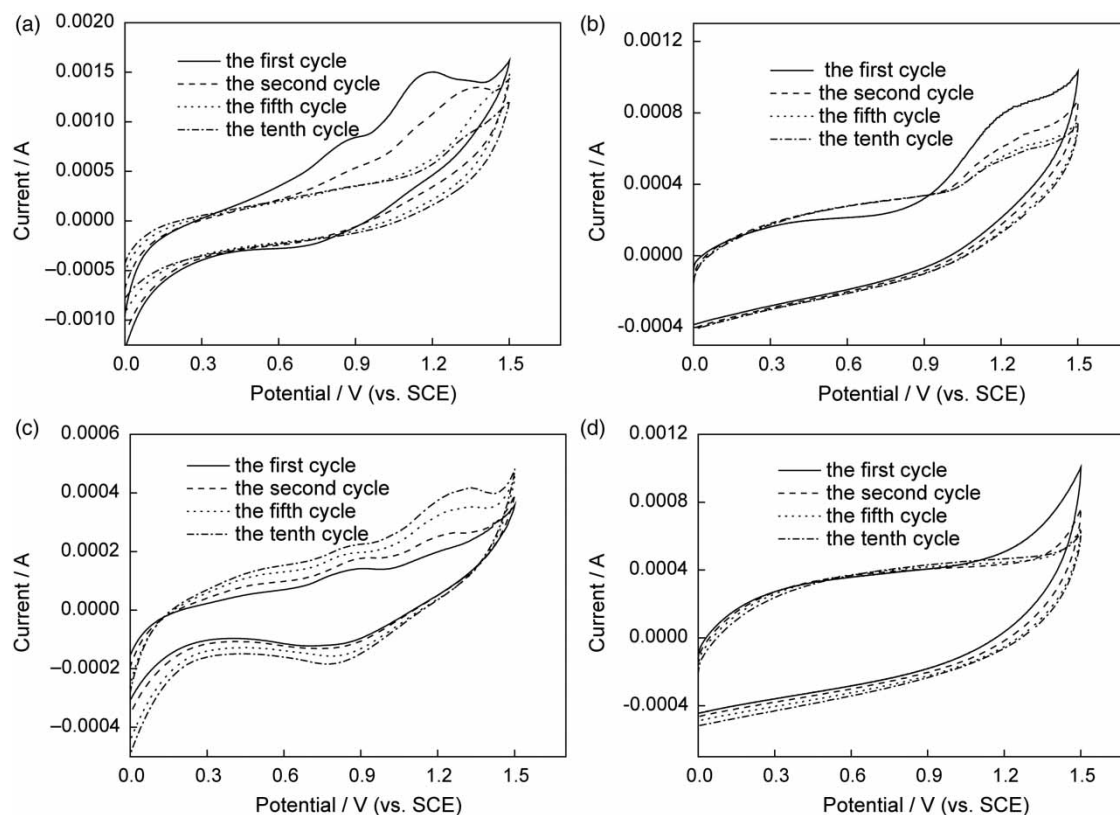 (a)
0.0020
0.0015
0.0010
0.0005
0.0000
–0.0005
–0.0010
Current / A
the first cycle
the second cycle
the fifth cycle
the tenth cycle
0.0 0.3 0.6 0.9 1.2 1.5
Potential / V (vs. SCE)
(b)
0.0012
0.0008
0.0004
0.0000
-0.0004
Current / A
the first cycle
the second cycle
the fifth cycle
the tenth cycle
0.0 0.3 0.6 0.9 1.2 1.5
Potential / V (vs. SCE)
(c)
0.0006
0.0004
0.0002
0.0000
–0.0002
–0.0004
Current / A
the first cycle
the second cycle
the fifth cycle
the tenth cycle
0.0 0.3 0.6 0.9 1.2 1.5
Potential / V (vs. SCE)
(d)
0.0012
0.0008
0.0004
0.0000
-0.0004
Current / A
the first cycle
the second cycle
the fifth cycle
the tenth cycle
0.0 0.3 0.6 0.9 1.2 1.5
Potential / V (vs. SCE)